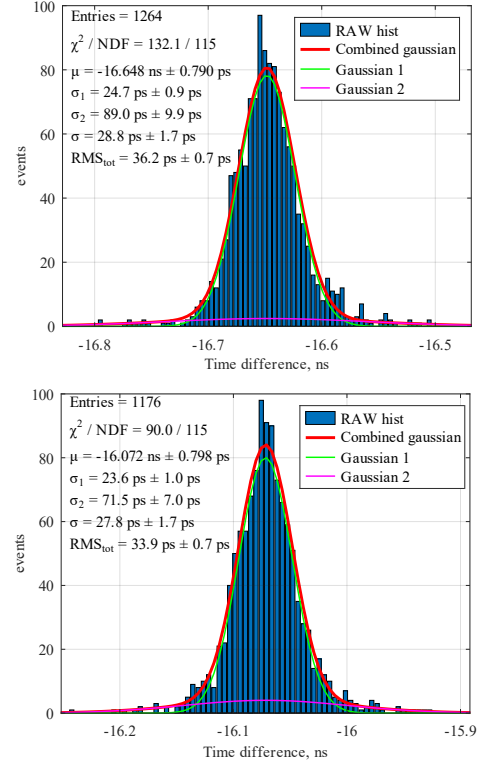 Entries = 1264
χ² / NDF = 132.1 / 115
μ = -16.648 ns ± 0.790 ps
σ₁ = 24.7 ps ± 0.9 ps
σ₂ = 89.0 ps ± 9.9 ps
σ = 28.8 ps ± 1.7 ps
RMS_tot = 36.2 ps ± 0.7 ps
RAW hist
Combined gaussian
Gaussian 1
Gaussian 2
events
80
60
40
20
0
-16.8 -16.7 -16.6 -16.5
Time difference, ns
Entries = 1176
χ² / NDF = 90.0 / 115
μ = -16.072 ns ± 0.798 ps
σ₁ = 23.6 ps ± 1.0 ps
σ₂ = 71.5 ps ± 7.0 ps
σ = 27.8 ps ± 1.7 ps
RMS_tot = 33.9 ps ± 0.7 ps
RAW hist
Combined gaussian
Gaussian 1
Gaussian 2
events
100
80
60
40
20
0
-16.2 -16.1 -16 -15.9
Time difference, ns